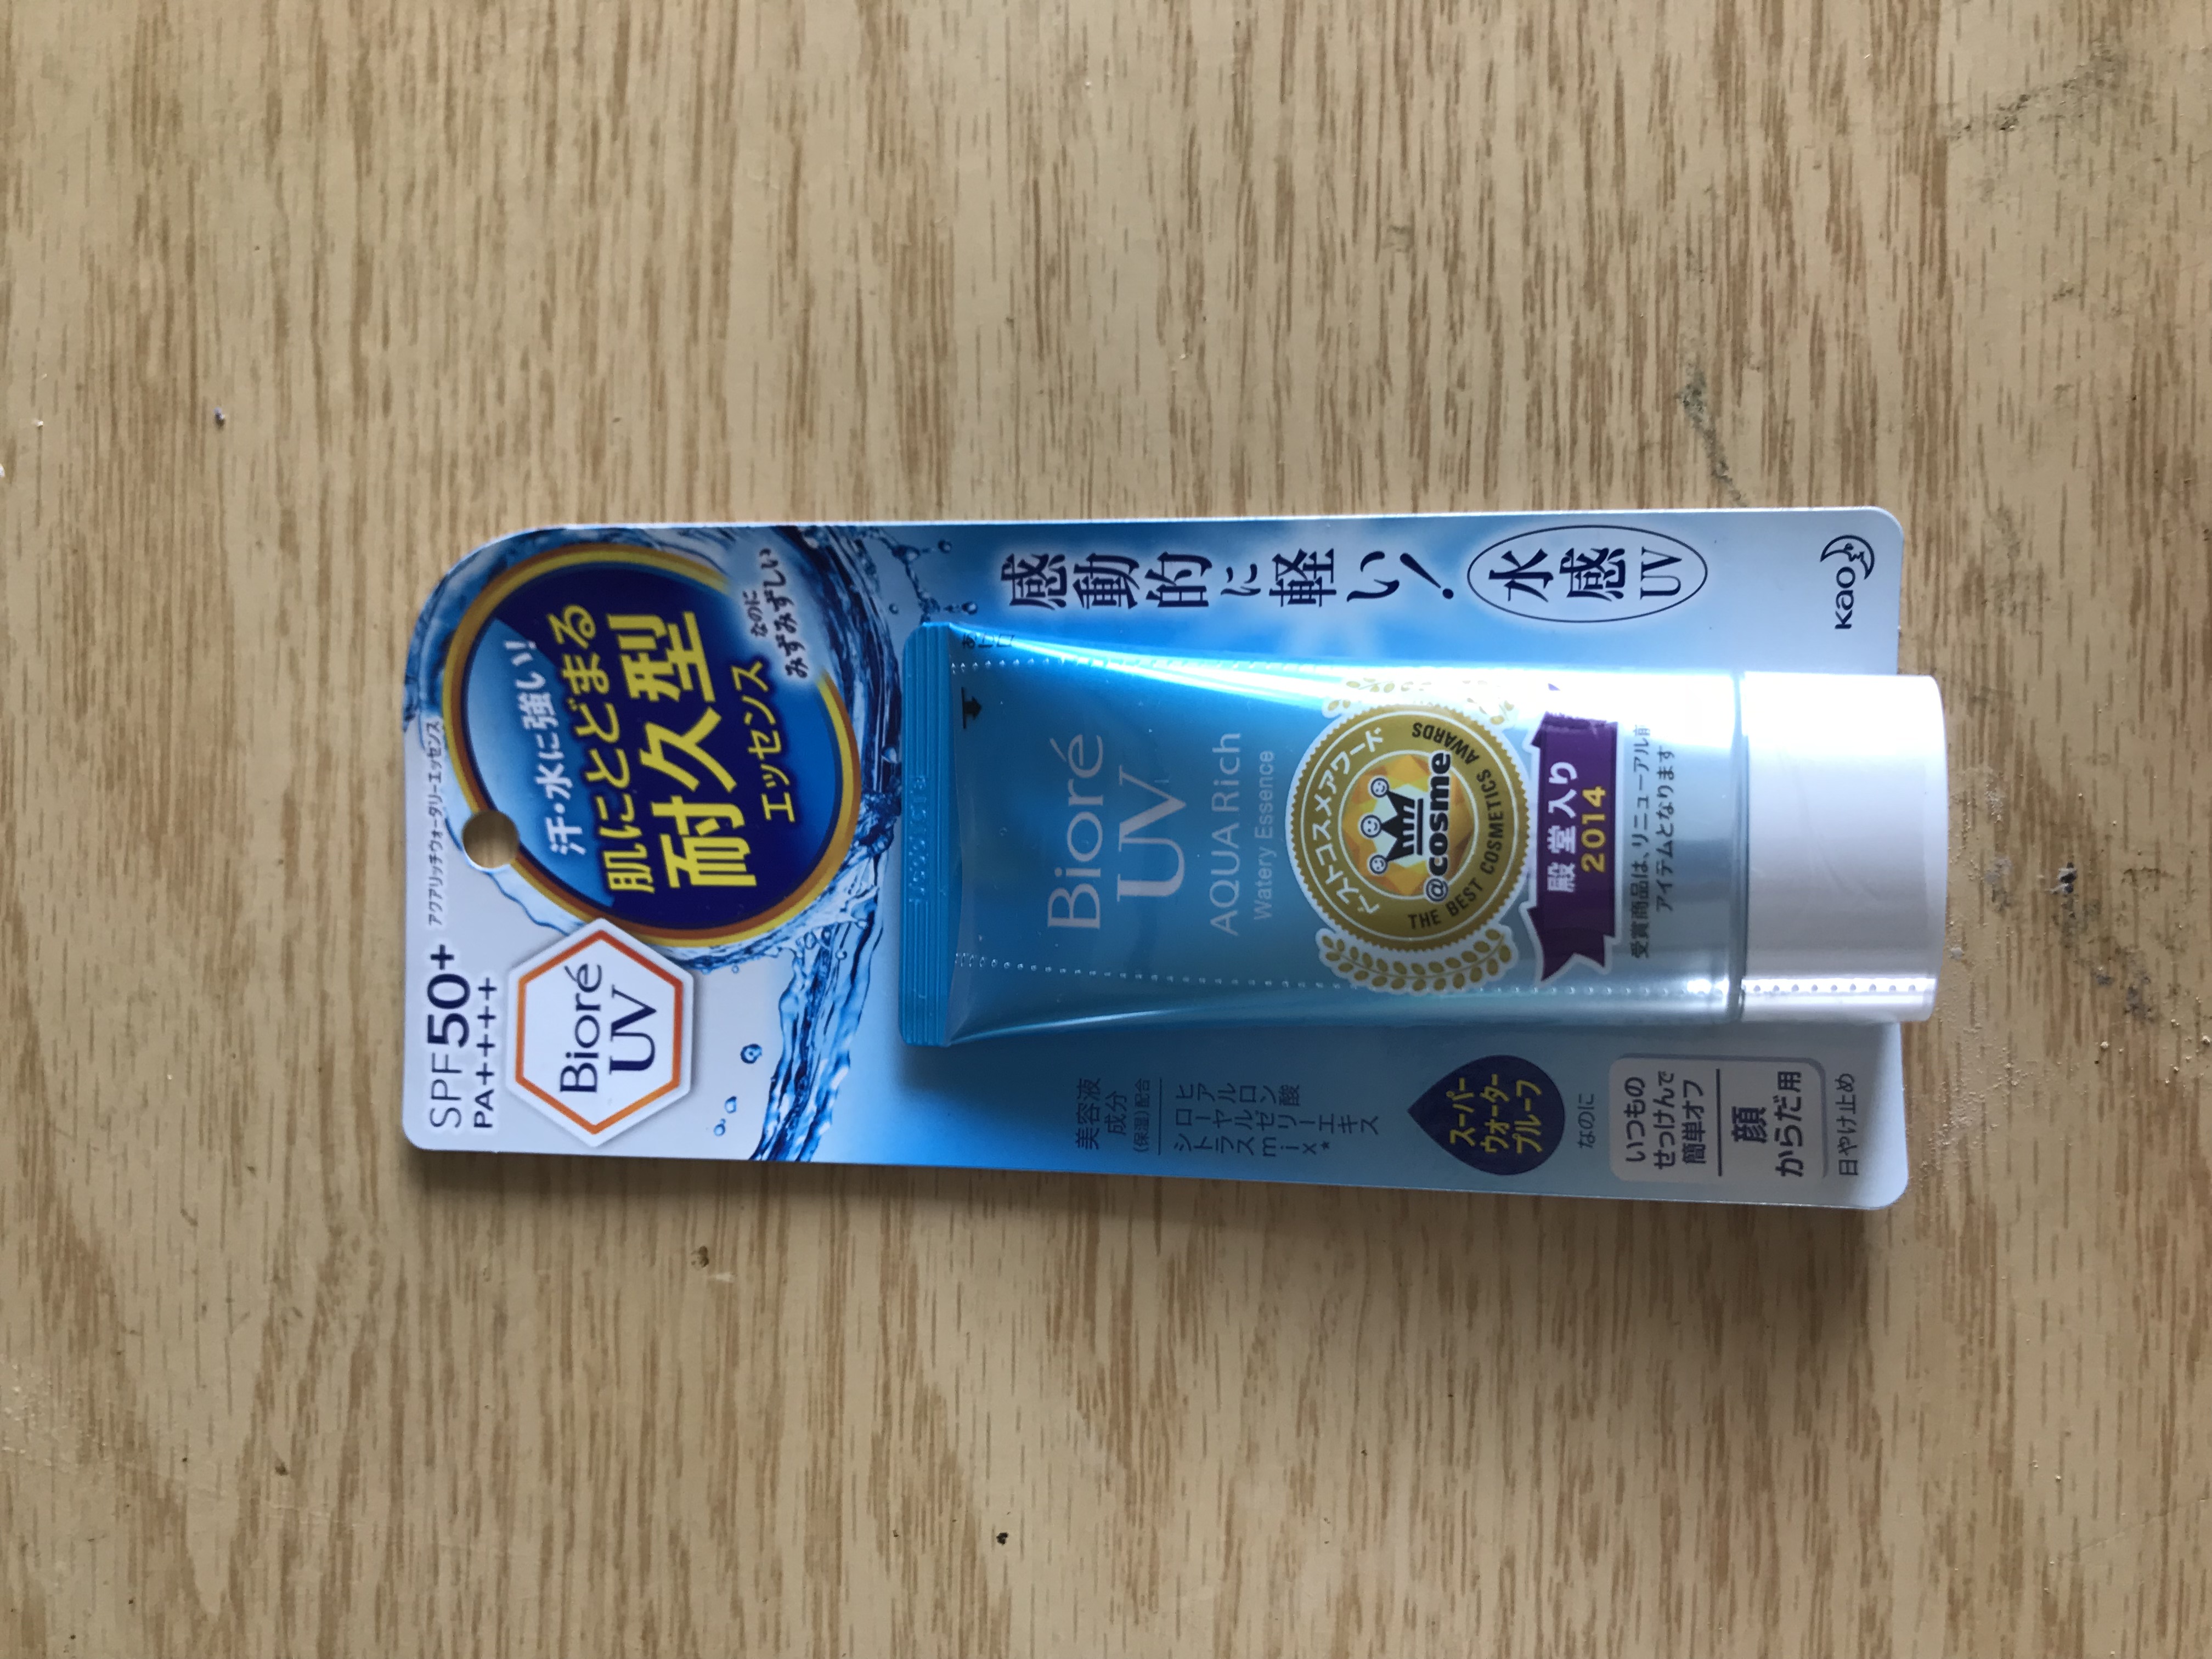 SPF50+
PA++++
アクアリッチウォータリーエッセンス
Bioré
UV
汗・水に強い!
肌にとどまる
耐久型
エッセンス
なのに
みずみずしい
感動的に軽い!
水感
UV
Bioré
UV
AQUA Rich
Watery Essence
ベストコスメアワード
@cosme
THE BEST COSMETICS AWARDS
殿堂入り
2014
受賞商品は、リニューアル前
アイテムとなります
美容液
成分
(保湿)配合
ヒアルロン酸
ローヤルゼリーエキス
シトラスmix*
スーパー
ウォーター
プルーフ
なのに
いつもの
せっけんで
簡単オフ
顔
からだ用
日やけ止め
Kao